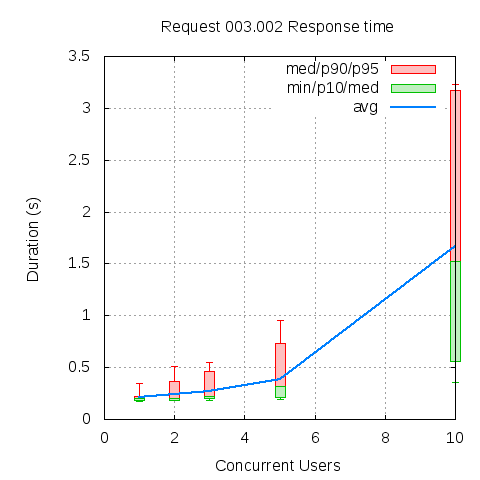 Request 003.002 Response time
med/p90/p95
min/p10/med
avg
Duration (s)
3.5
3
2.5
2
1.5
1
0.5
0
0 2 4 6 8 10
Concurrent Users